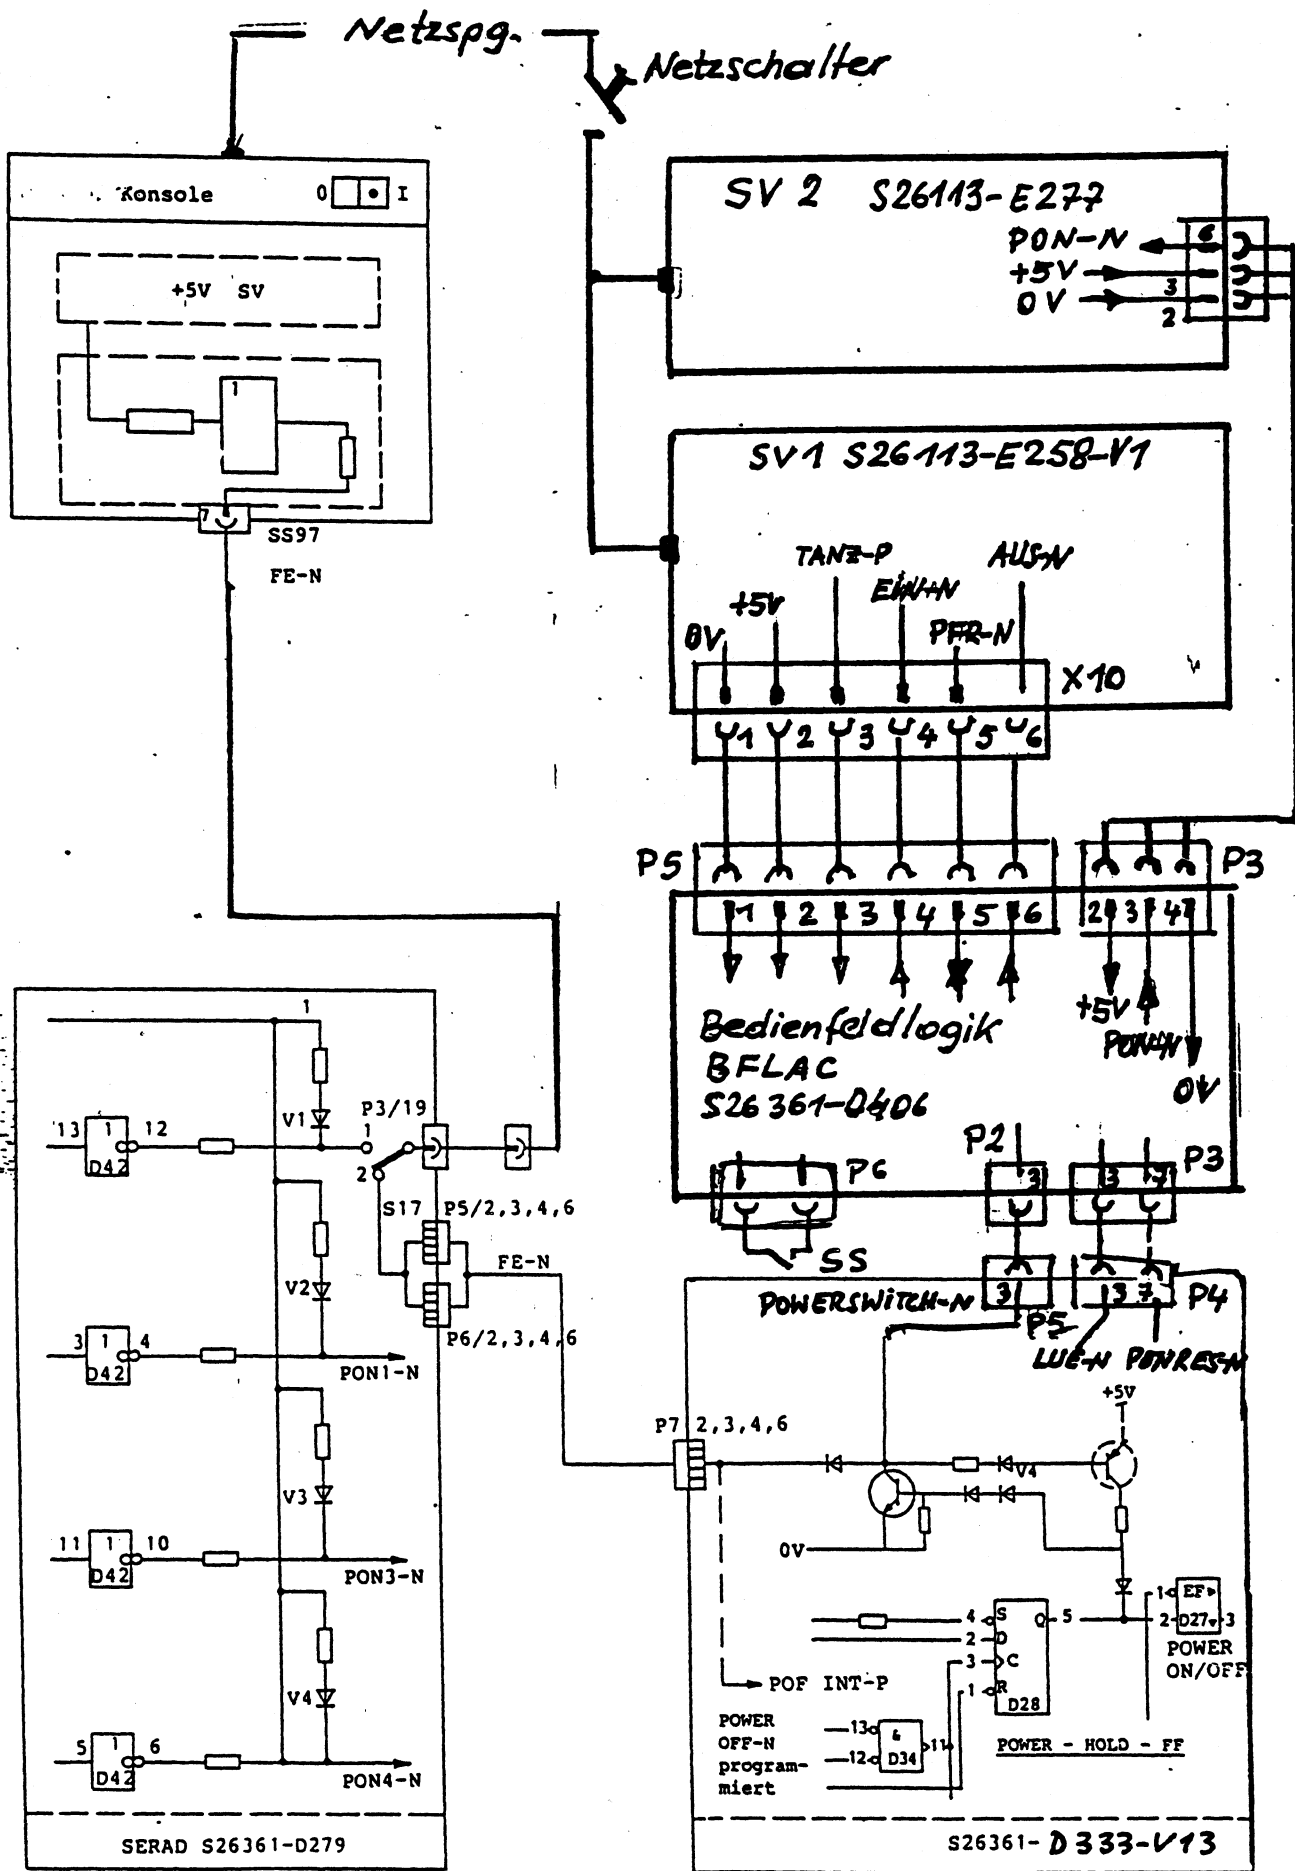 Netzspg.
Netzschalter
Konsole
0
I
+5V SV
1
7
SS97
FE-N
SV 2 S26113-E277
PON-N
6
+5V
3
0V
2
SV1 S26113-E258-V1
TANZ-P
EIN-N
AUS-N
+5V
0V
PFR-N
X10
1 2 3 4 5 6
P5
P3
1 2 3 4 5 6
2 3 4
Bedienfeldlogik
BFLAC
S26361-D406
+5V
PON-N
0V
P6
P2
3
3 7
P3
SS
POWERSWITCH-N
3
P5
3 7
P4
LUE-N PONRES-N
1
V1
P3/19
13 1 12
D42
1
2
S17
P5/2,3,4,6
FE-N
V2
P6/2,3,4,6
3 1 4
D42
PON1-N
V3
11 1 10
D42
PON3-N
V4
5 1 6
D42
PON4-N
SERAD S26361-D279
+5V
P7 2,3,4,6
V4
0V
4 S Q 5
2 D
3 C
1 R
D28
1 EF
2 D27 3
POWER
ON/OFF
POF INT-P
POWER
OFF-N
program-
miert
13 & 11
12 D34
POWER - HOLD - FF
S26361-D333-V13